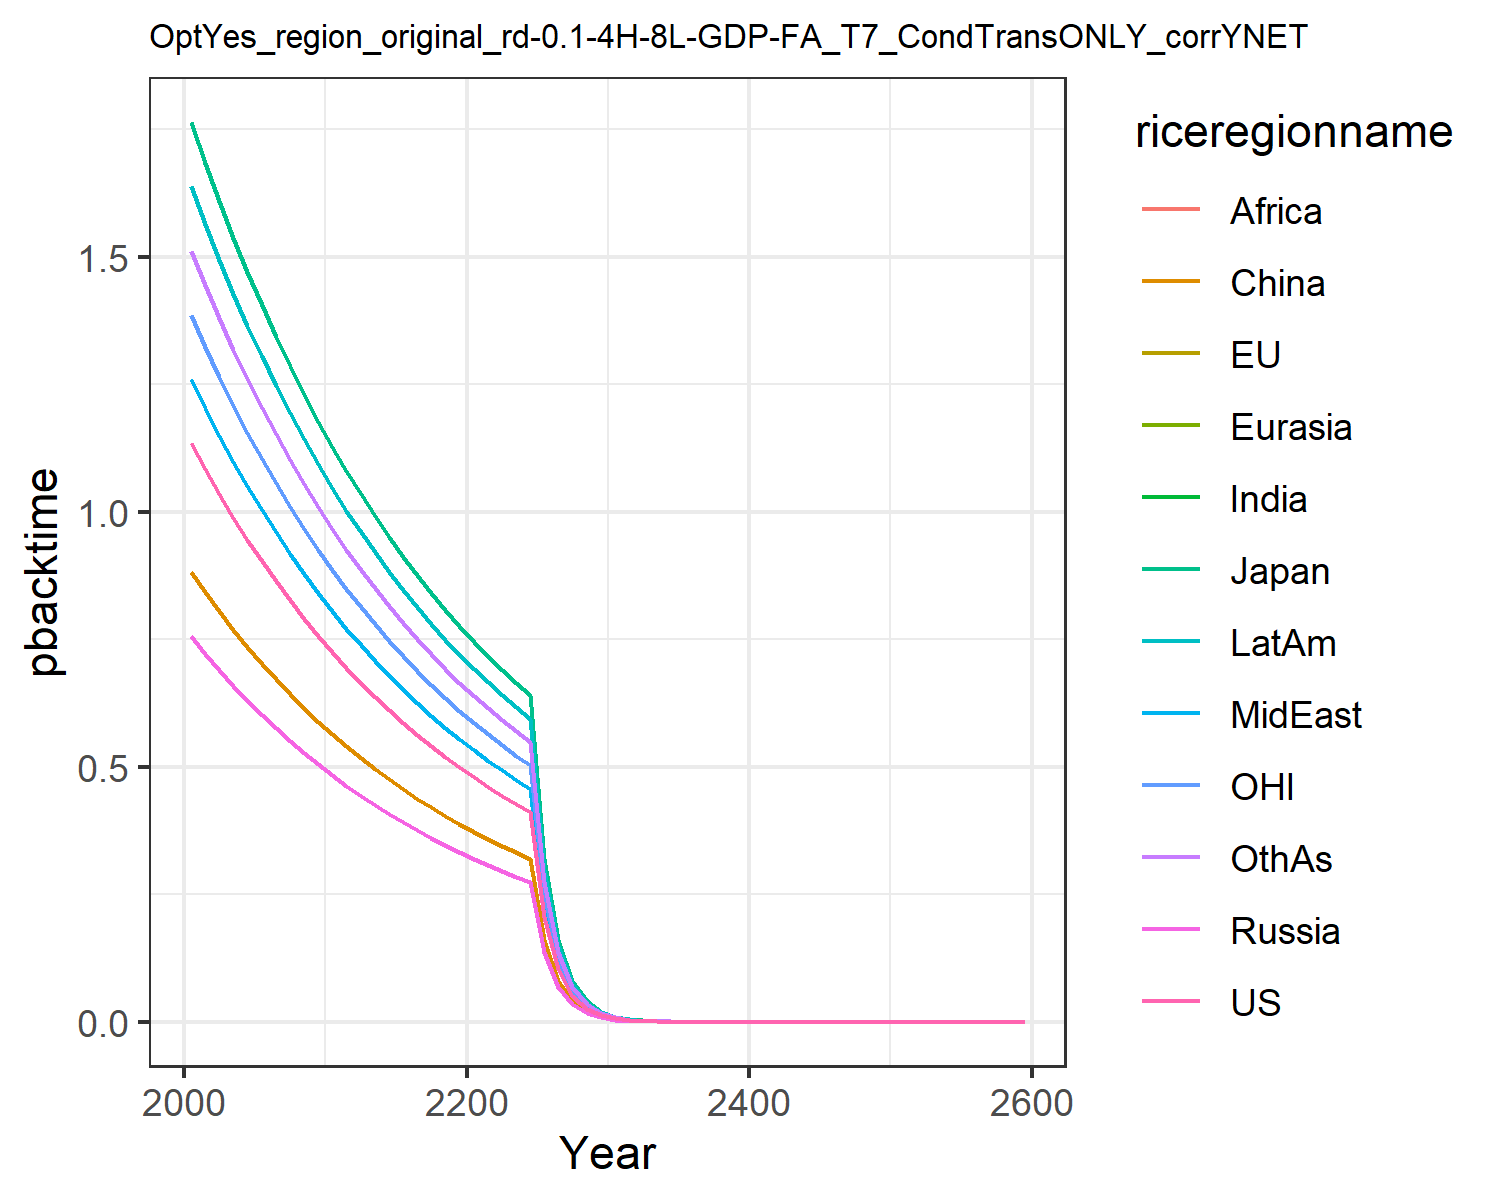 OptYes_region_original_rd-0.1-4H-8L-GDP-FA_T7_CondTransONLY_corrYNET
riceregionname
Africa
China
EU
Eurasia
India
Japan
LatAm
MidEast
OHI
OthAs
Russia
US
pbacktime
1.5
1.0
0.5
0.0
2000
2200
2400
2600
Year